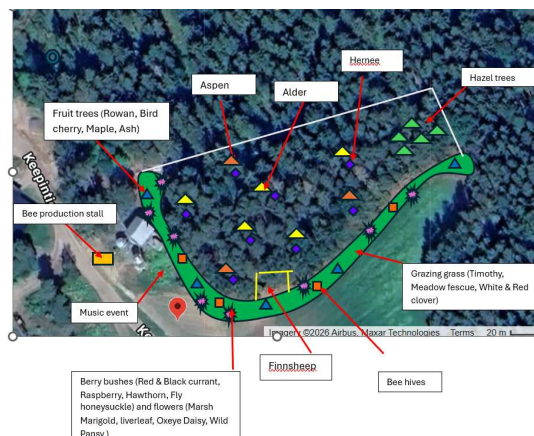 Hernee
Aspen
Alder
Hazel trees
Fruit trees (Rowan, Bird
cherry, Maple, Ash)
Keepinti
Bee production stall
Music event
Grazing grass (Timothy,
Meadow fescue, White & Red
clover)
Imagery ©2026 Airbus, Maxar Technologies Terms 20 m
Finnsheep
Bee hives
Berry bushes (Red & Black currant,
Raspberry, Hawthorn, Fly
honeysuckle) and flowers (Marsh
Marigold, liverleaf, Oxeye Daisy, Wild
Pansy )